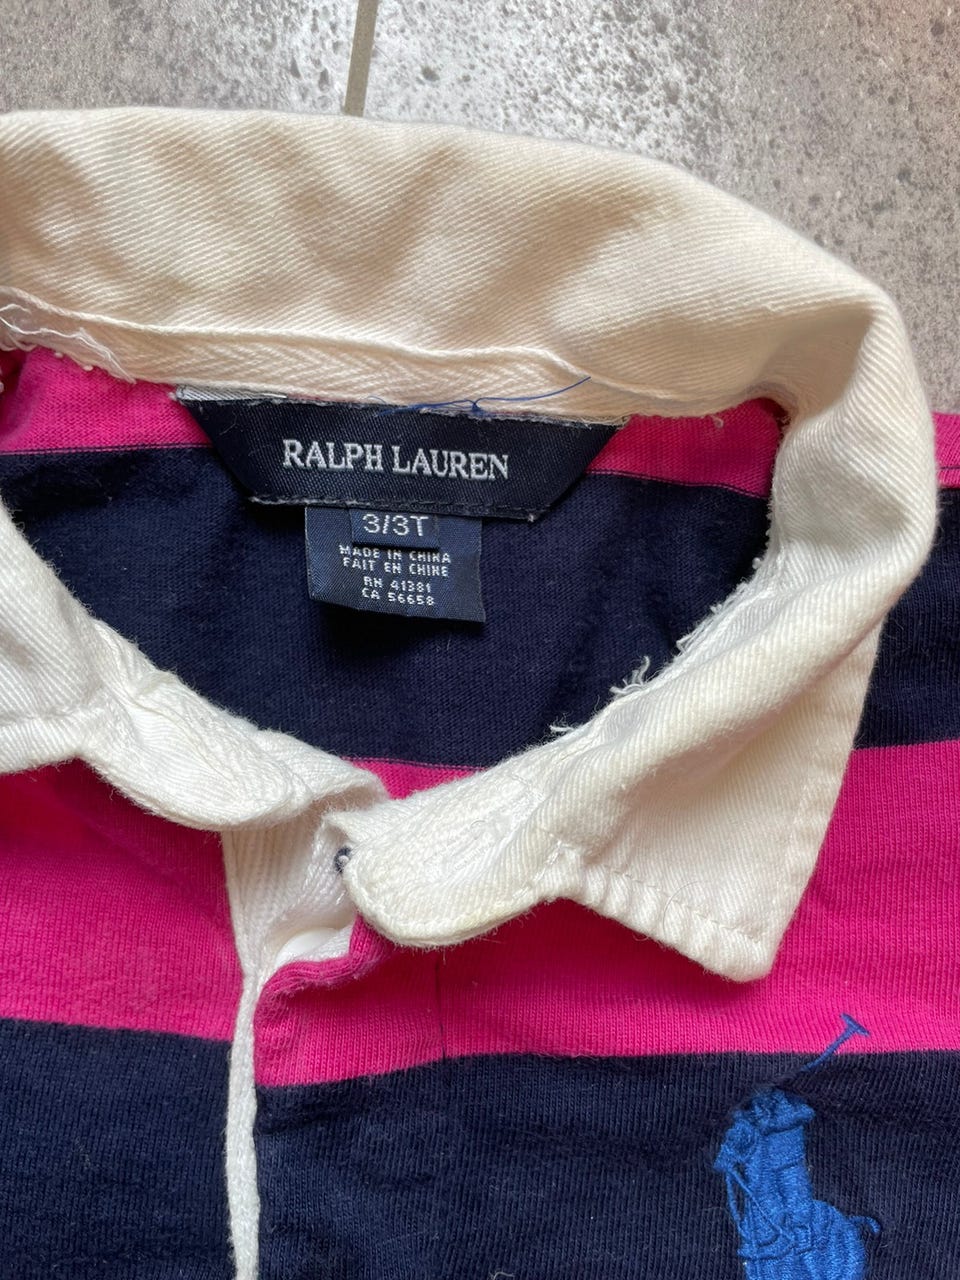 RALPH LAUREN
3/3T
MADE IN CHINA
FAIT EN CHINE
RN 41381
CA 56658